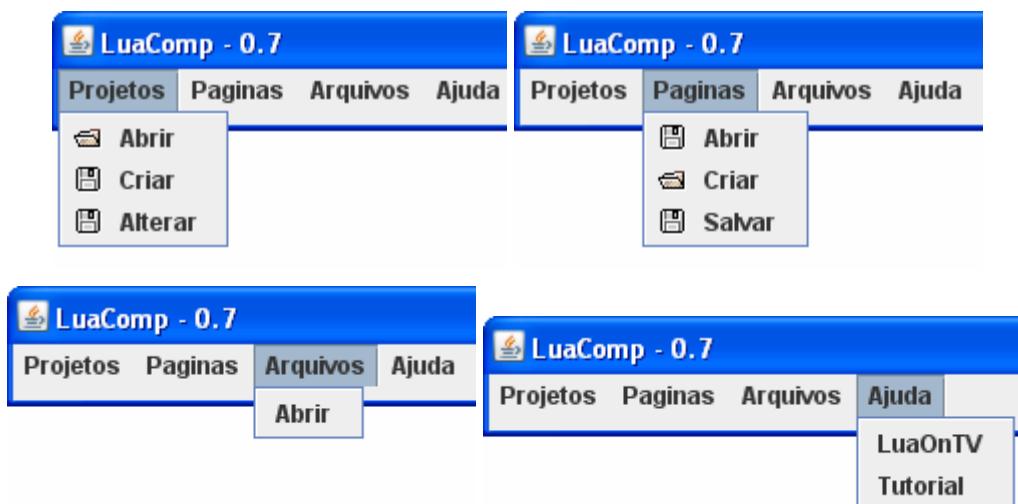 LuaComp - 0.7
Projetos Paginas Arquivos Ajuda
Abrir
Criar
Alterar
LuaComp - 0.7
Projetos Paginas Arquivos Ajuda
Abrir
Criar
Salvar
LuaComp - 0.7
Projetos Paginas Arquivos Ajuda
Abrir
LuaComp - 0.7
Projetos Paginas Arquivos Ajuda
LuaOnTV
Tutorial